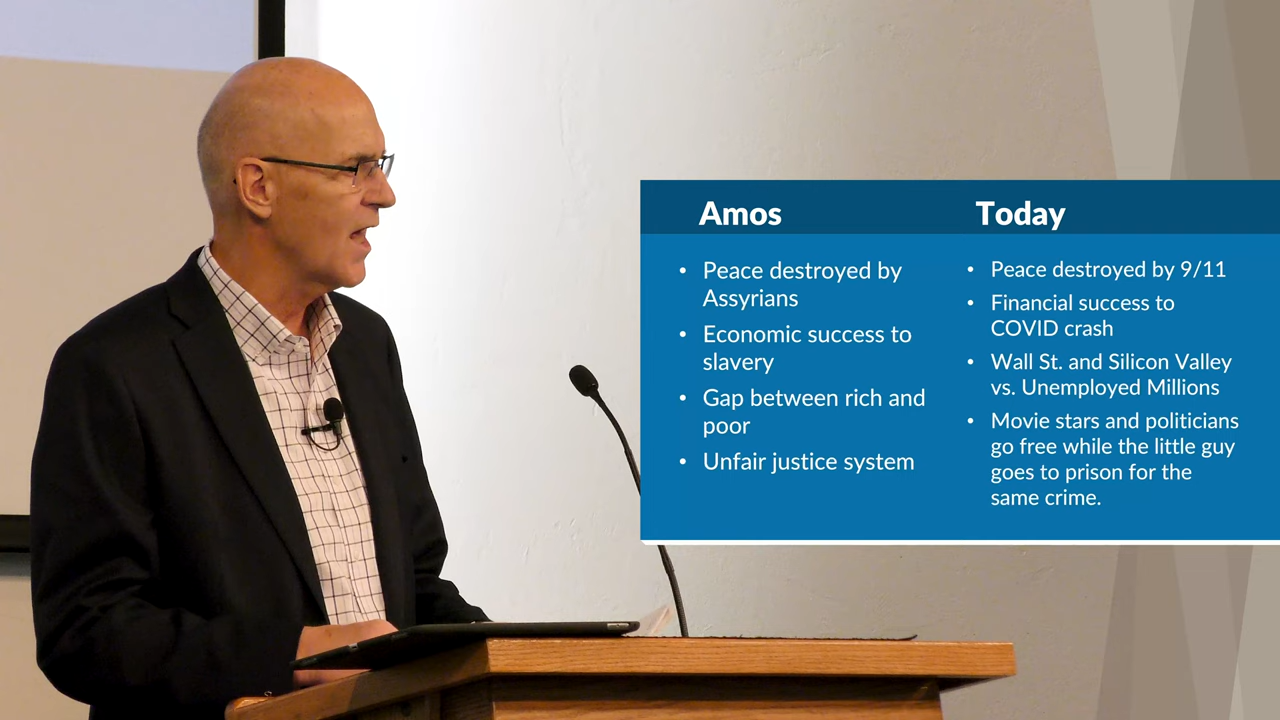 Amos
Peace destroyed by
Assyrians
Economic success to
slavery
Gap between rich and
poor
Unfair justice system
Today
Peace destroyed by 9/11
Financial success to
COVID crash
Wall St. and Silicon Valley
vs. Unemployed Millions
Movie stars and politicians
go free while the little guy
goes to prison for the
same crime.